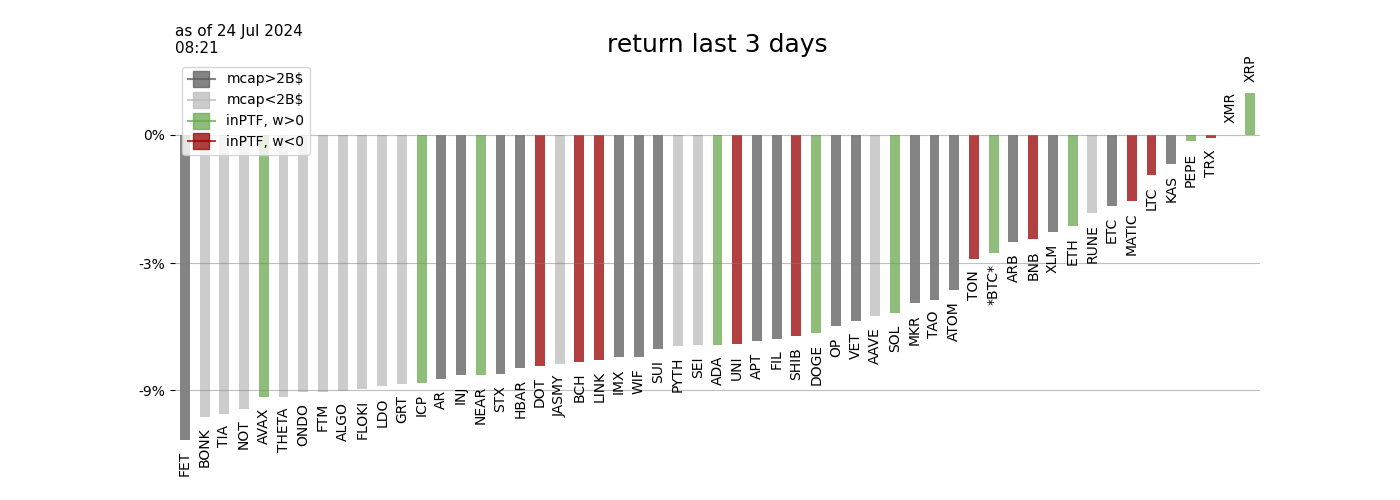 as of 24 Jul 2024
08:21
return last 3 days
mcap>2B$
mcap<2B$
inPTF, w>0
inPTF, w<0
0%
-3%
-9%
FET
BONK
TIA
NOT
AVAX
THETA
ONDO
FTM
ALGO
FLOKI
LDO
GRT
ICP
AR
INJ
NEAR
STX
HBAR
DOT
JASMY
BCH
LINK
IMX
WIF
SUI
PYTH
SEI
ADA
UNI
APT
FIL
SHIB
DOGE
OP
VET
AAVE
SOL
MKR
TAO
ATOM
TON
*BTC*
ARB
BNB
XLM
ETH
RUNE
ETC
MATIC
LTC
KAS
PEPE
TRX
XMR
XRP